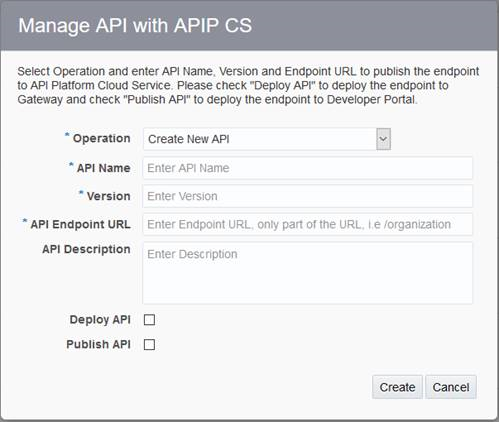 Manage API with APIP CS
Select Operation and enter API Name, Version and Endpoint URL to publish the endpoint
to API Platform Cloud Service. Please check "Deploy API" to deploy the endpoint to
Gateway and check "Publish API" to deploy the endpoint to Developer Portal.
* Operation Create New API
* API Name Enter API Name
* Version Enter Version
* API Endpoint URL Enter Endpoint URL, only part of the URL, i.e /organization
API Description Enter Description
Deploy API
Publish API
Create Cancel